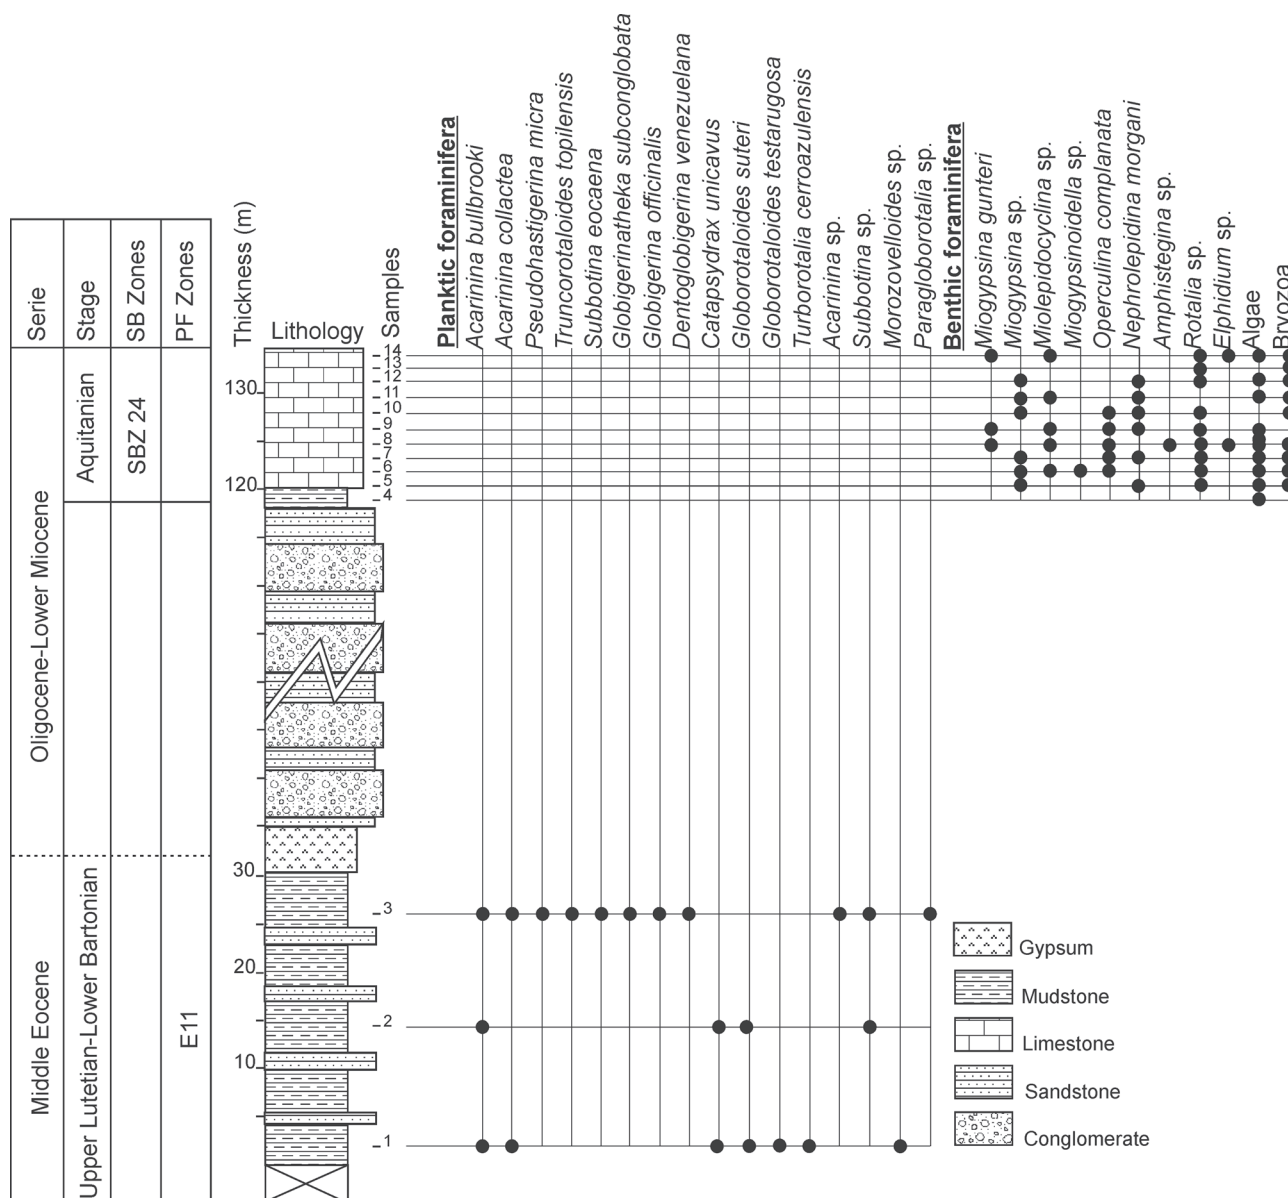 Serie
Stage
SB Zones
PF Zones
Thickness (m)
Lithology
Samples
Planktic foraminifera
Acarinina bullbrooki
Acarinina collactea
Pseudohastigerina micra
Truncorotaloides topilensis
Subbotina eocaena
Globigerinatheka subconglobata
Globigerina officinalis
Dentoglobigerina venezuelana
Catapsydrax unicavus
Globorotaloides suteri
Globorotaloides testarugosa
Turborotalia cerroazulensis
Acarinina sp.
Subbotina sp.
Morozovelloides sp.
Paragloborotalia sp.
Benthic foraminifera
Miogypsina gunteri
Miogypsina sp.
Miolepidocyclina sp.
Miogypsinoidella sp.
Operculina complanata
Nephrolepidina morgani
Amphistegina sp.
Rotalia sp.
Elphidium sp.
Algae
Bryozoa
Oligocene-Lower Miocene
Aquitanian
SBZ 24
Middle Eocene
Upper Lutetian-Lower Bartonian
E11
130
120
30
20
10
14
13
12
11
10
9
8
7
6
5
4
3
2
1
Gypsum
Mudstone
Limestone
Sandstone
Conglomerate